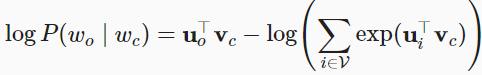 log P(w_o | w_c) = u_o^⊤ v_c − log( ∑_{i∈𝒱} exp(u_i^⊤ v_c) )